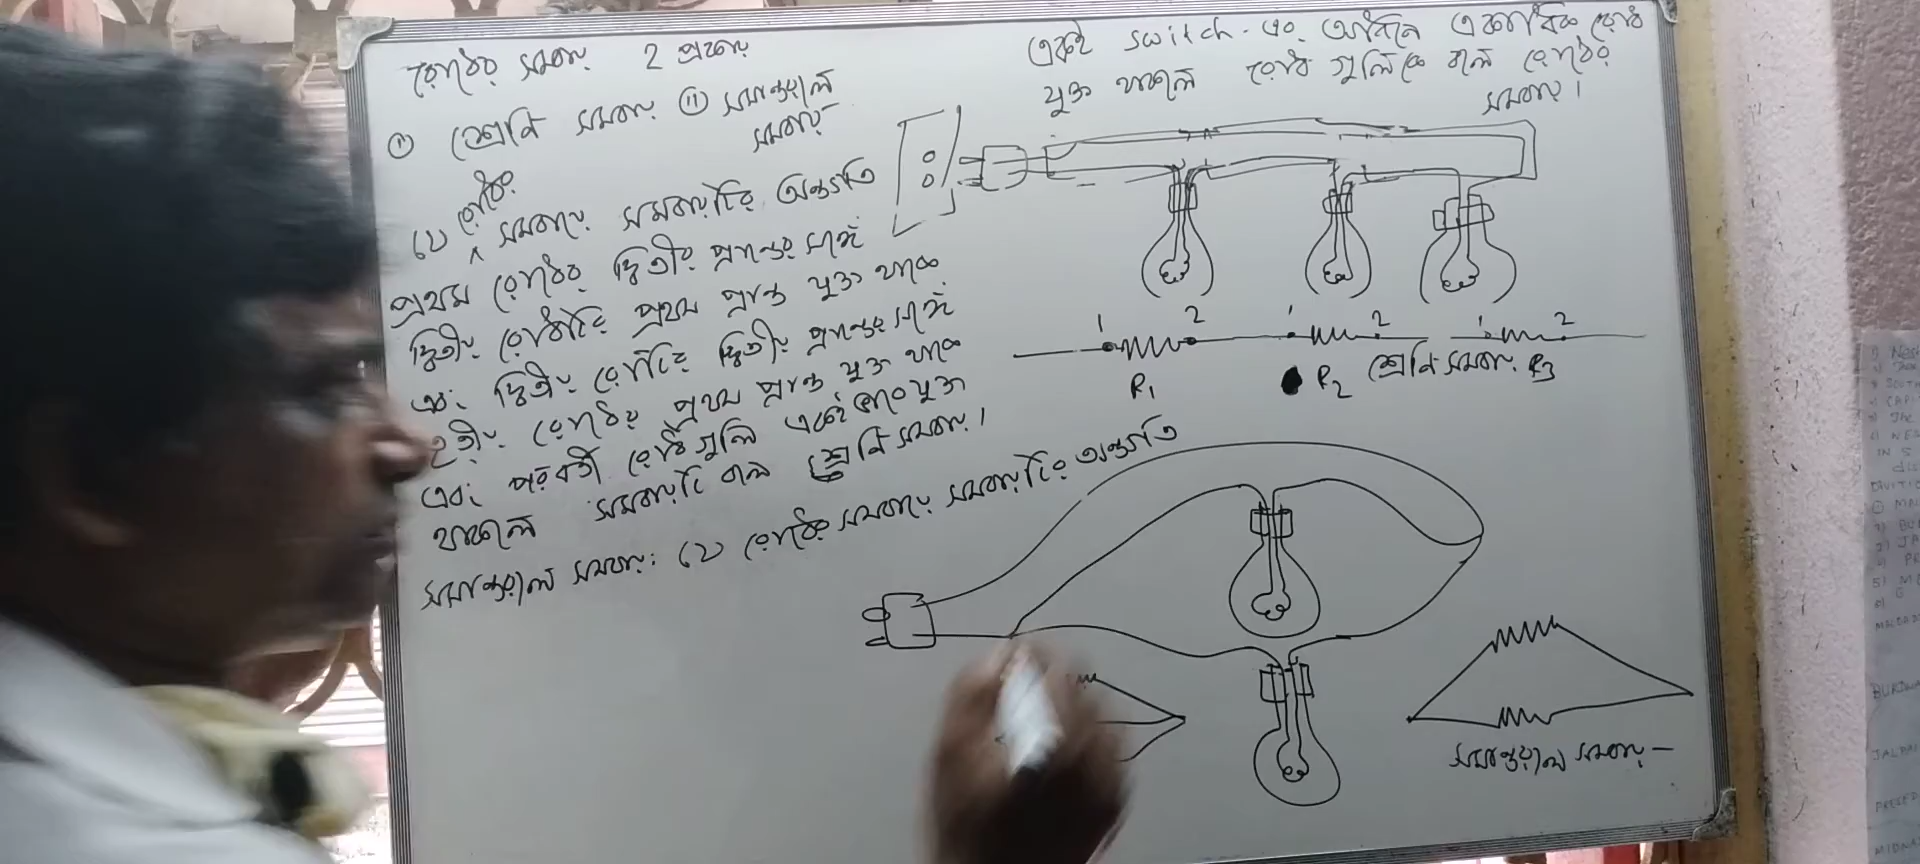 রোধের সমবায় 2 প্রকার
(i) শ্রেণি সমবায় (ii) সমান্তরাল
সমবায়
যে রোধের সমবায়ে সমবায়টির অন্তর্গত
প্রথম রোধের দ্বিতীয় প্রান্তের সঙ্গে
দ্বিতীয় রোধটির প্রথম প্রান্ত যুক্ত থাকে
এবং দ্বিতীয় রোধটির দ্বিতীয় প্রান্তের সঙ্গে
তৃতীয় রোধের প্রথম প্রান্ত যুক্ত থাকে
এবং পরবর্তী রোধগুলি একই ভাবে যুক্ত
থাকলে সমবায়টি বলে শ্রেণি সমবায়।
সমান্তরাল সমবায়: যে রোধের সমবায়ে সমবায়টির অন্তর্গত
একই switch-এর অধিনে একাধিক রোধ
যুক্ত থাকলে রোধ গুলিকে বলে রোধের
সমবায়।
1 2 1 2 1 2
R1 R2 শ্রেণি সমবায় R3
সমান্তরাল সমবায় –